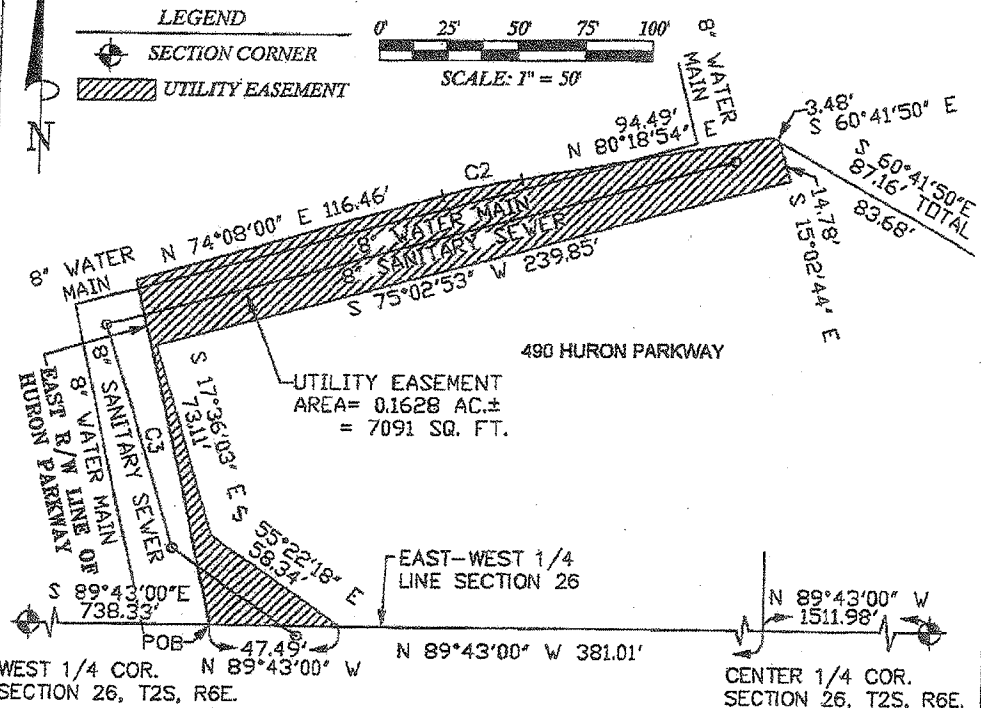 LEGEND
SECTION CORNER
UTILITY EASEMENT
N
0' 25' 50' 75' 100'
SCALE: 1" = 50'
8" WATER
MAIN
94.49'
N 80°18'54" E
3.48'
S 60°41'50" E
S 60°41'50"E
87.16' TOTAL
83.68'
14.78'
S 15°02'44" E
C2
N 74°08'00" E 116.46'
8" WATER
MAIN
8" WATER MAIN
8" SANITARY SEWER
S 75°02'53" W 239.85'
490 HURON PARKWAY
UTILITY EASEMENT
AREA= 0.1628 AC.±
= 7091 SQ. FT.
EAST R/W LINE OF
HURON PARKWAY
8" WATER MAIN
8" SANITARY SEWER
C3
S 17°36'03" E
73.11'
S 55°22'18" E
58.34'
EAST-WEST 1/4
LINE SECTION 26
S 89°43'00"E
738.33'
POB
47.49'
N 89°43'00" W
N 89°43'00" W 381.01'
N 89°43'00" W
1511.98'
WEST 1/4 COR.
SECTION 26, T2S, R6E.
CENTER 1/4 COR.
SECTION 26, T2S, R6E.